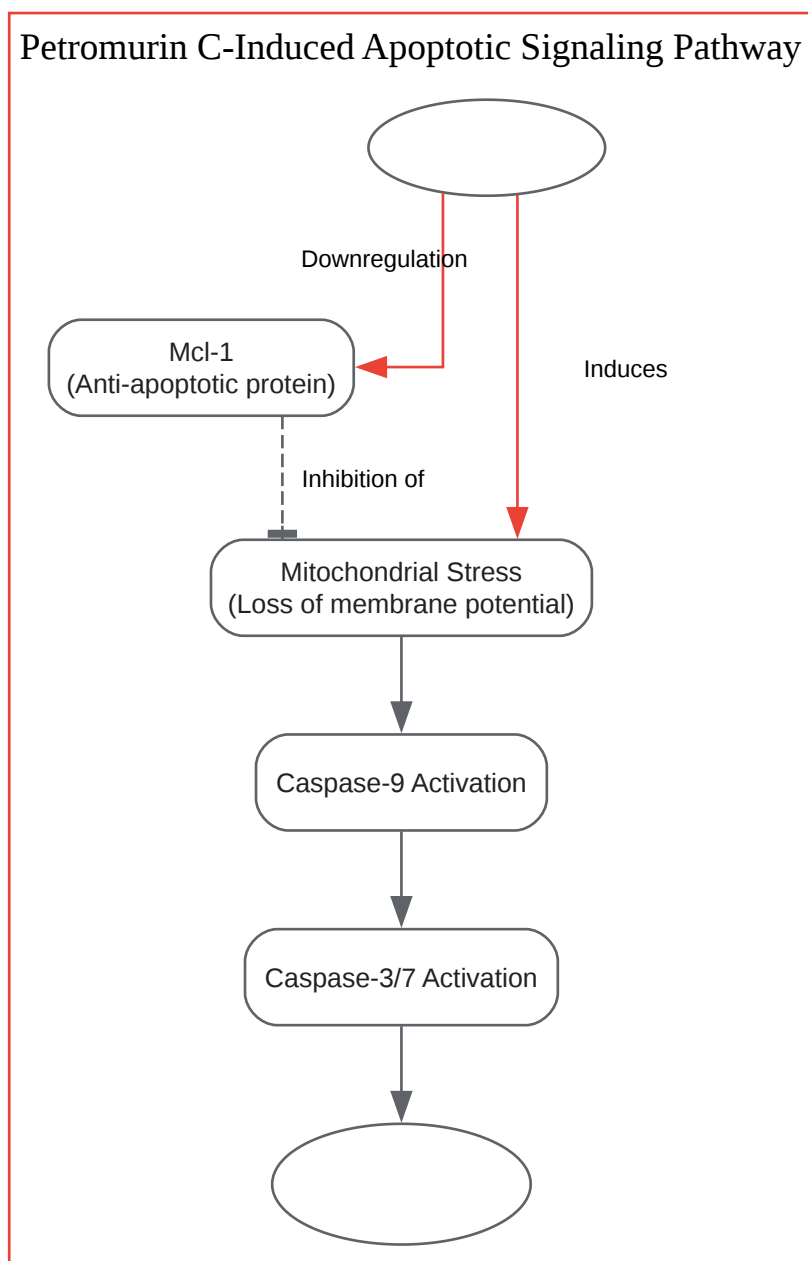 Petromurin C-Induced Apoptotic Signaling Pathway
Downregulation
Mcl-1
(Anti-apoptotic protein)
Induces
Inhibition of
Mitochondrial Stress
(Loss of membrane potential)
Caspase-9 Activation
Caspase-3/7 Activation